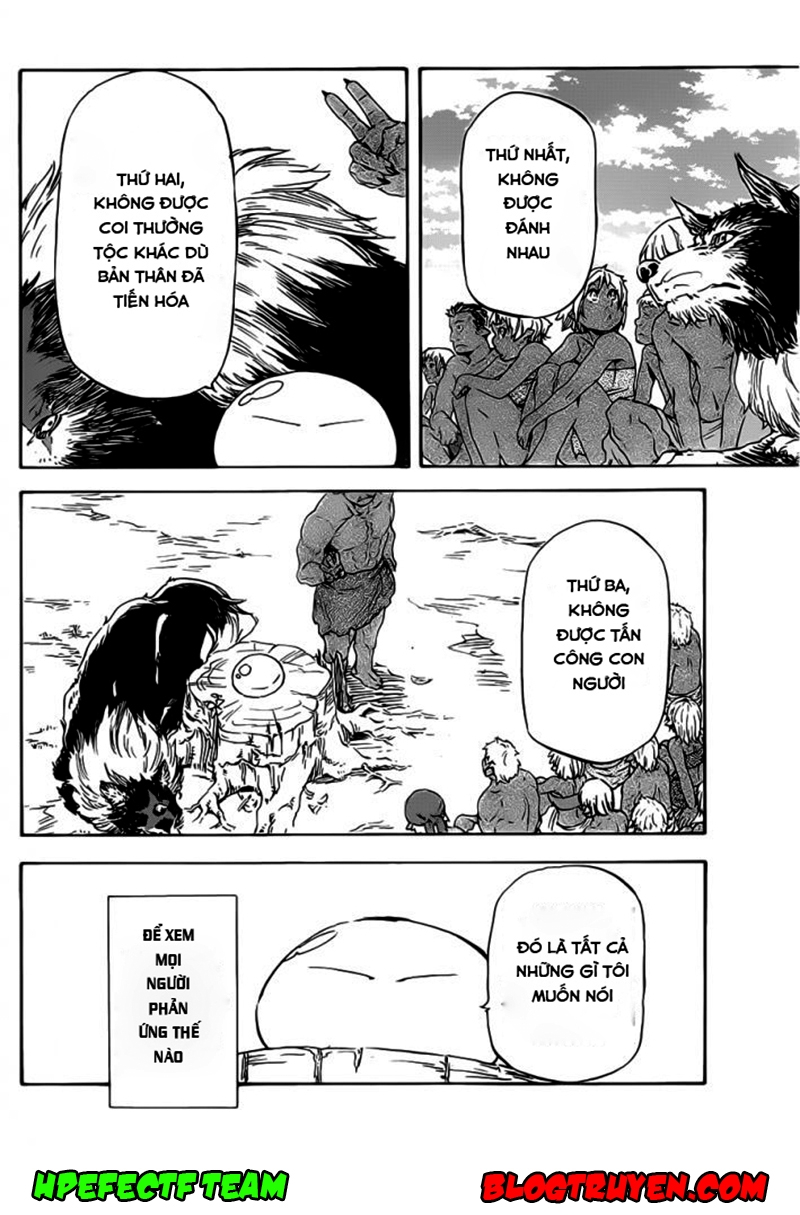 THỨ NHẤT,
KHÔNG
ĐƯỢC
ĐÁNH
NHAU
THỨ HAI,
KHÔNG ĐƯỢC
COI THƯỜNG
TỘC KHÁC DÙ
BẢN THÂN ĐÃ
TIẾN HÓA
THỨ BA,
KHÔNG
ĐƯỢC TẤN
CÔNG CON
NGƯỜI
ĐÓ LÀ TẤT CẢ
NHỮNG GÌ TÔI
MUỐN NÓI
ĐỂ XEM
MỌI
NGƯỜI
PHẢN
ỨNG THẾ
NÀO
HPEFECTF TEAM
BLOGTRUYEN.COM